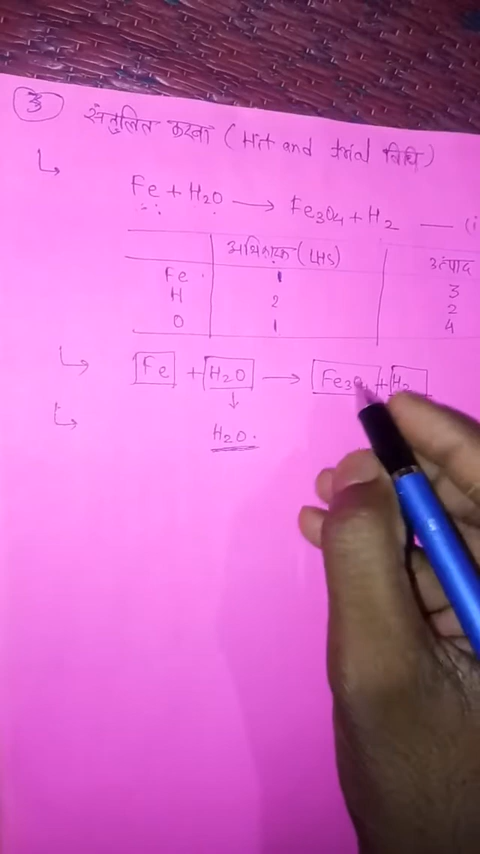 3 संतुलित करना (Hit and trial विधि)
Fe + H2O → Fe3O4 + H2 — (i
अभिकारक (LHS) उत्पाद
Fe 1 3
H 2 2
O 1 4
Fe + H2O → Fe3O4 + H2
H2O.